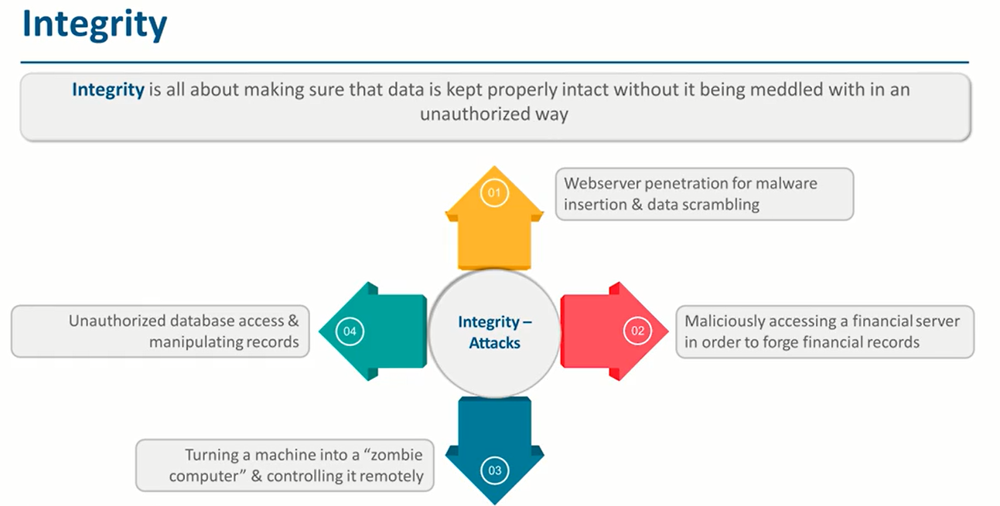 Integrity
Integrity is all about making sure that data is kept properly intact without it being meddled with in an
unauthorized way
01
Webserver penetration for malware
insertion & data scrambling
Integrity –
Attacks
02
Maliciously accessing a financial server
in order to forge financial records
03
Turning a machine into a “zombie
computer” & controlling it remotely
04
Unauthorized database access &
manipulating records